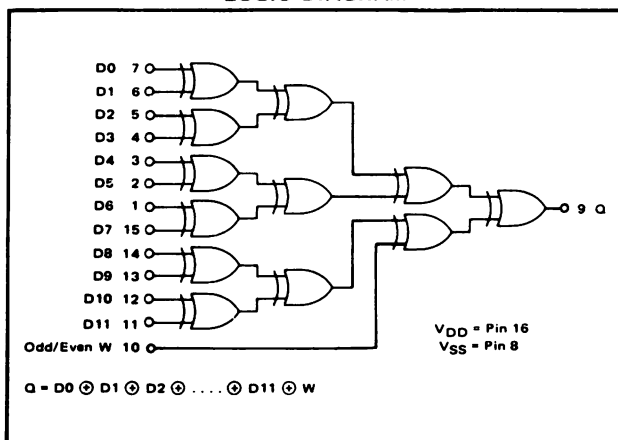 D0 7
D1 6
D2 5
D3 4
D4 3
D5 2
D6 1
D7 15
D8 14
D9 13
D10 12
D11 11
Odd/Even W 10
9 Q
VDD = Pin 16
VSS = Pin 8
Q = D0 ⊕ D1 ⊕ D2 ⊕ . . . . ⊕ D11 ⊕ W